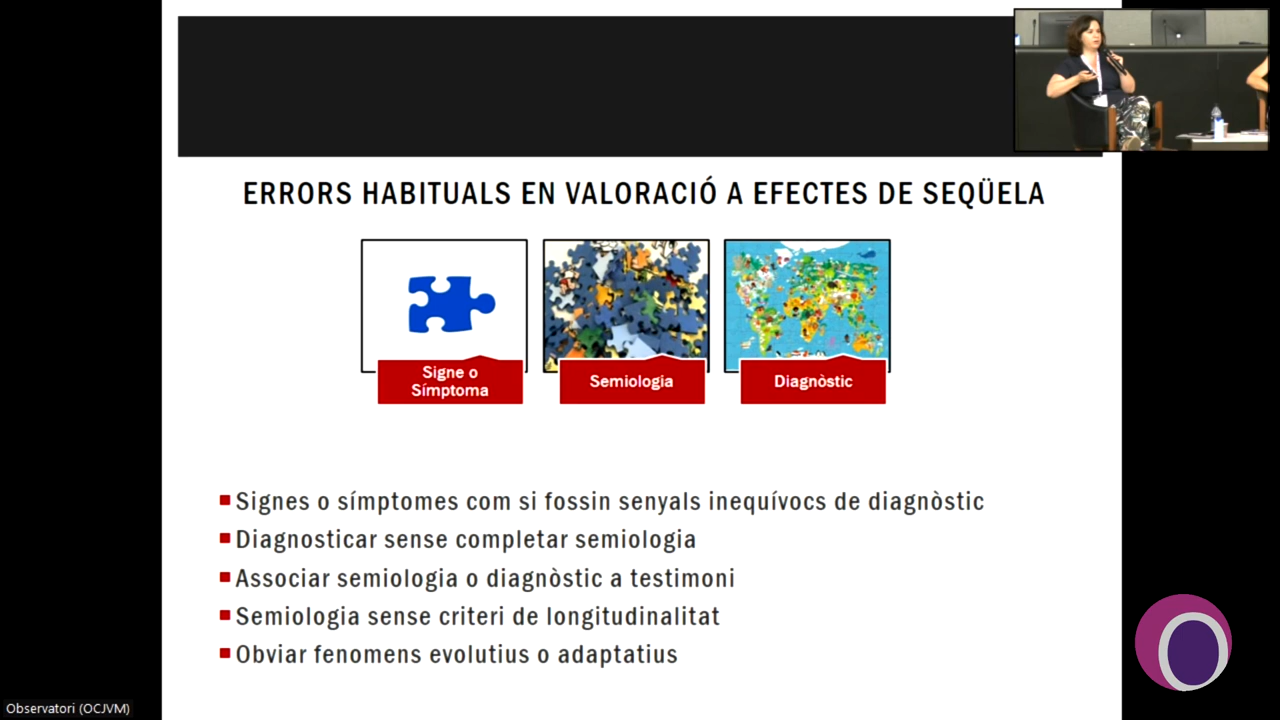 ERRORS HABITUALS EN VALORACIÓ A EFECTES DE SEQÜELA
Signe o
Símptoma
Semiologia
Diagnòstic
Signes o símptomes com si fossin senyals inequívocs de diagnòstic
Diagnosticar sense completar semiologia
Associar semiologia o diagnòstic a testimoni
Semiologia sense criteri de longitudinalitat
Obviar fenomens evolutius o adaptatius
Observatori (OCJVM)